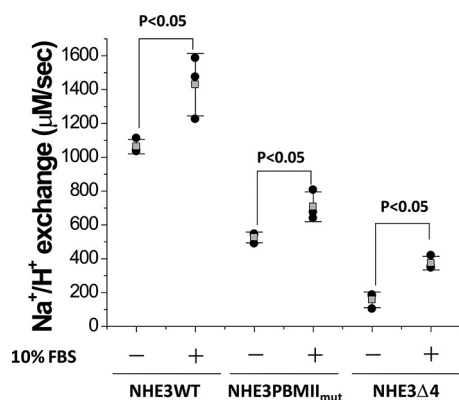 P<0.05
1600
1400
1200
1000
800
600
400
200
0
Na⁺/H⁺ exchange (μM/sec)
P<0.05
P<0.05
10% FBS − + − + − +
NHE3WT NHE3PBMIImut NHE3Δ4